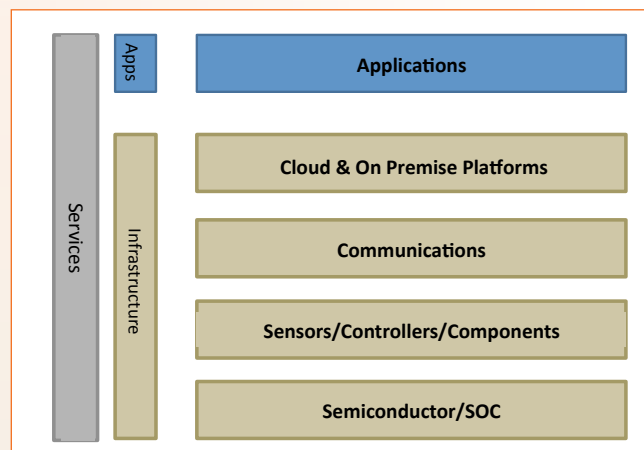 Services
Apps
Applications
Infrastructure
Cloud & On Premise Platforms
Communications
Sensors/Controllers/Components
Semiconductor/SOC